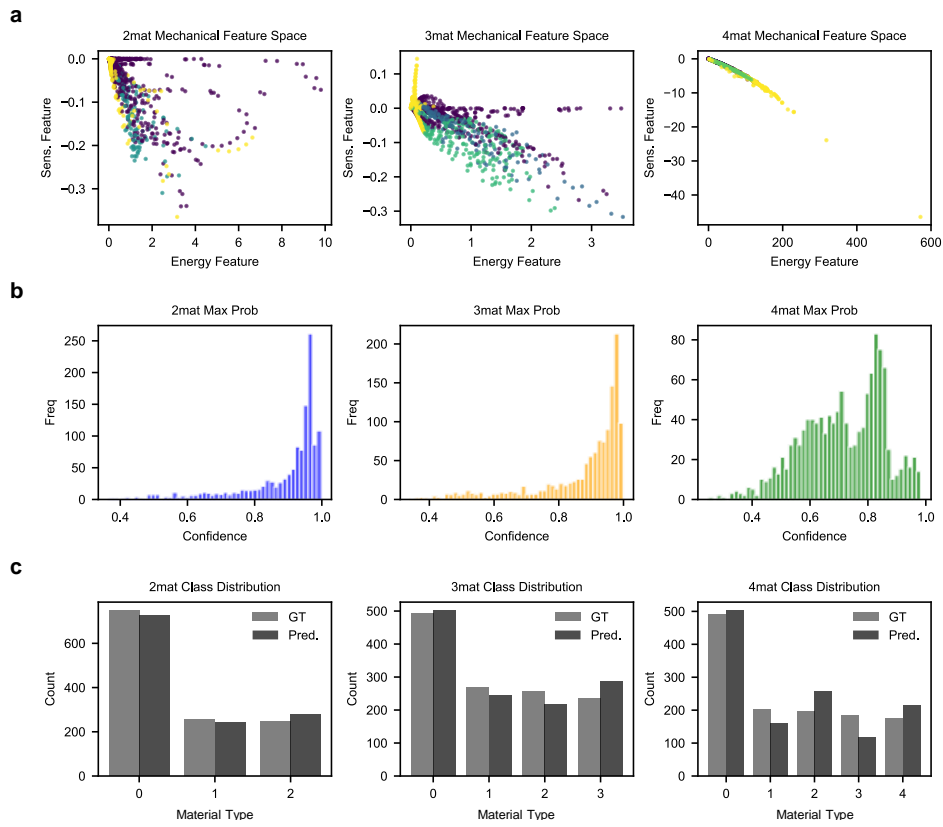 a
2mat Mechanical Feature Space
3mat Mechanical Feature Space
4mat Mechanical Feature Space
0.0
−0.1
−0.2
−0.3
Sens. Feature
0 2 4 6 8 10
Energy Feature
0.1
0.0
−0.1
−0.2
−0.3
Sens. Feature
0 1 2 3
Energy Feature
0
−10
−20
−30
−40
Sens. Feature
0 200 400 600
Energy Feature
b
2mat Max Prob
3mat Max Prob
4mat Max Prob
250
200
150
100
50
0
Freq
0.4 0.6 0.8 1.0
Confidence
200
150
100
50
0
Freq
0.4 0.6 0.8 1.0
Confidence
80
60
40
20
0
Freq
0.4 0.6 0.8 1.0
Confidence
c
2mat Class Distribution
3mat Class Distribution
4mat Class Distribution
GT
Pred.
600
400
200
0
Count
0 1 2
Material Type
GT
Pred.
500
400
300
200
100
0
Count
0 1 2 3
Material Type
GT
Pred.
500
400
300
200
100
0
Count
0 1 2 3 4
Material Type